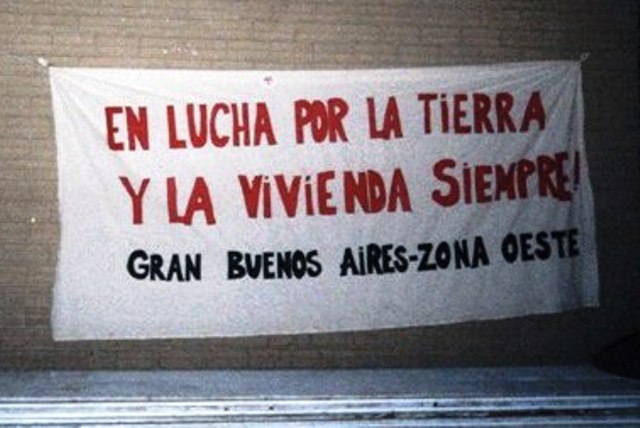 EN LUCHA POR LA TiERRA
Y LA ViViENDA SiEMPRE!
GRAN BUENOS AiRES-ZONA OESTE